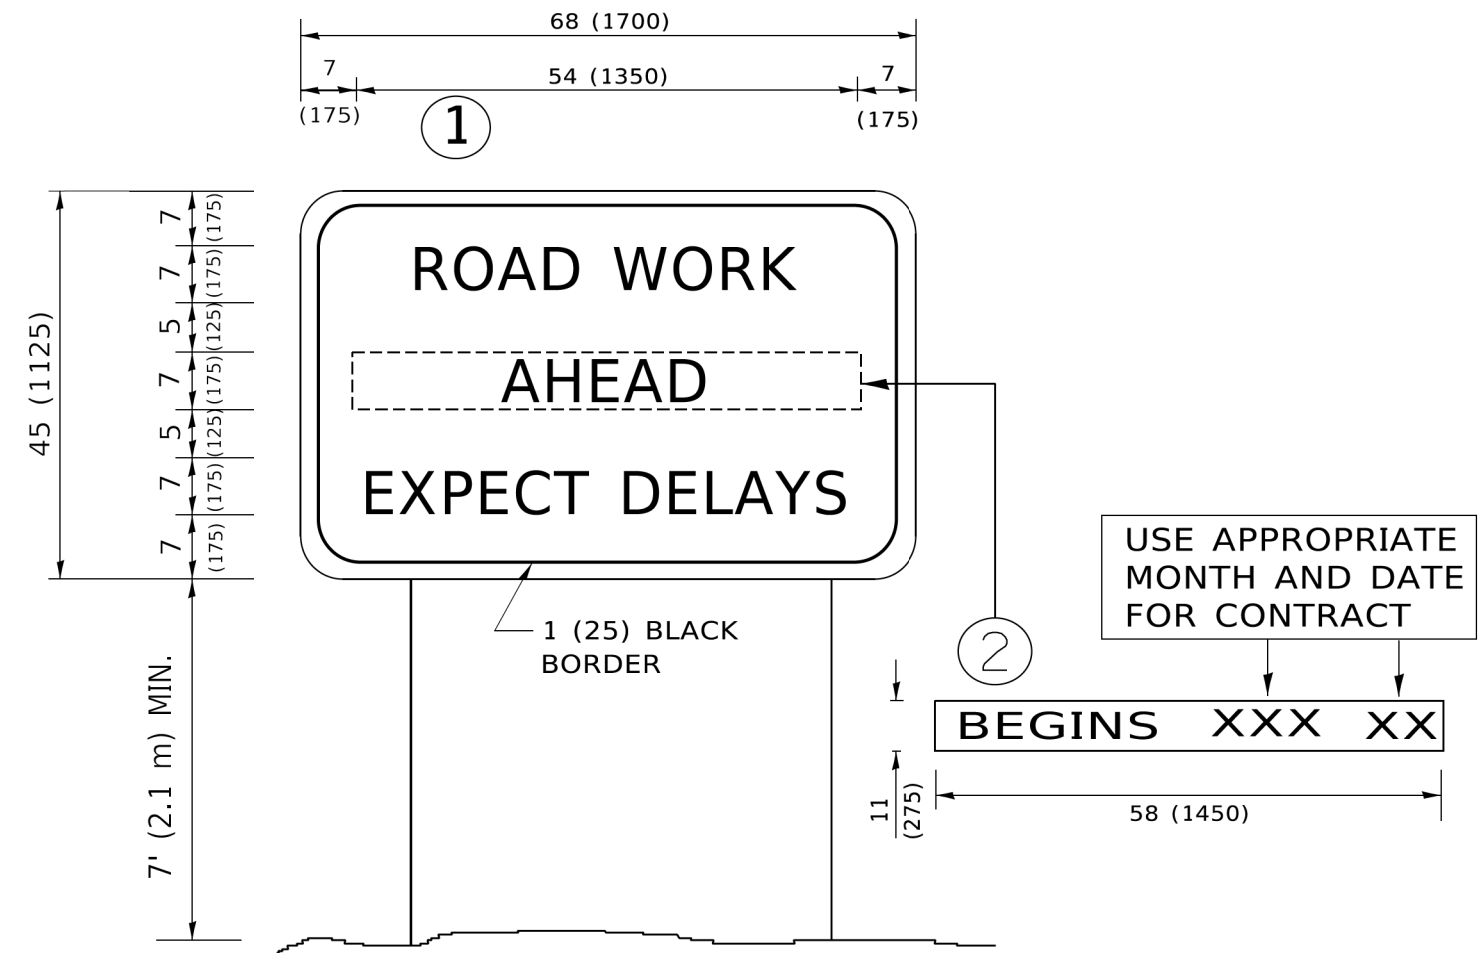 68 (1700)
7
54 (1350)
7
(175)
(175)
1
45 (1125)
7 (175)
7 (175)
5 (125)
7 (175)
5 (125)
7 (175)
7 (175)
ROAD WORK
AHEAD
EXPECT DELAYS
1 (25) BLACK
BORDER
7' (2.1 m) MIN.
USE APPROPRIATE
MONTH AND DATE
FOR CONTRACT
2
BEGINS XXX XX
11
(275)
58 (1450)